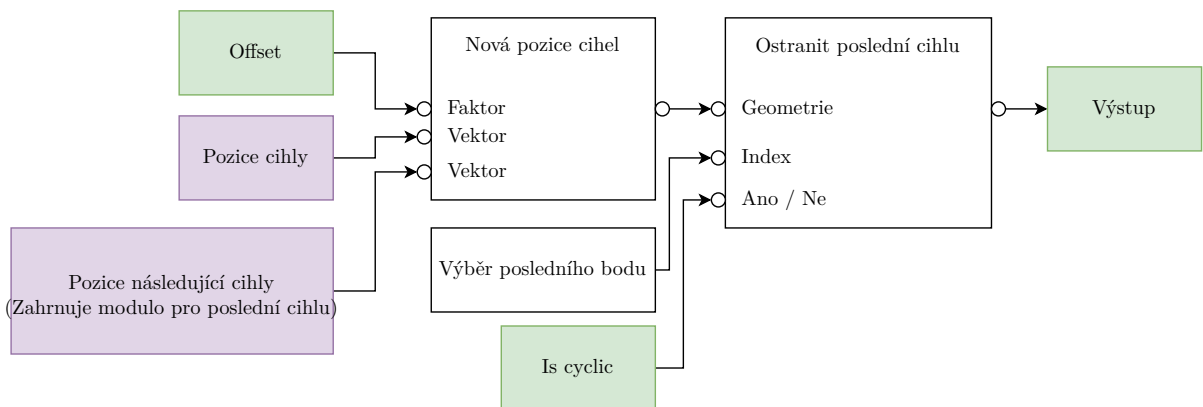 Offset
Nová pozice cihel
Ostranit poslední cihlu
Faktor
Geometrie
Výstup
Vektor
Pozice cihly
Index
Vektor
Ano / Ne
Výběr posledního bodu
Pozice následující cihly
(Zahrnuje modulo pro poslední cihlu)
Is cyclic